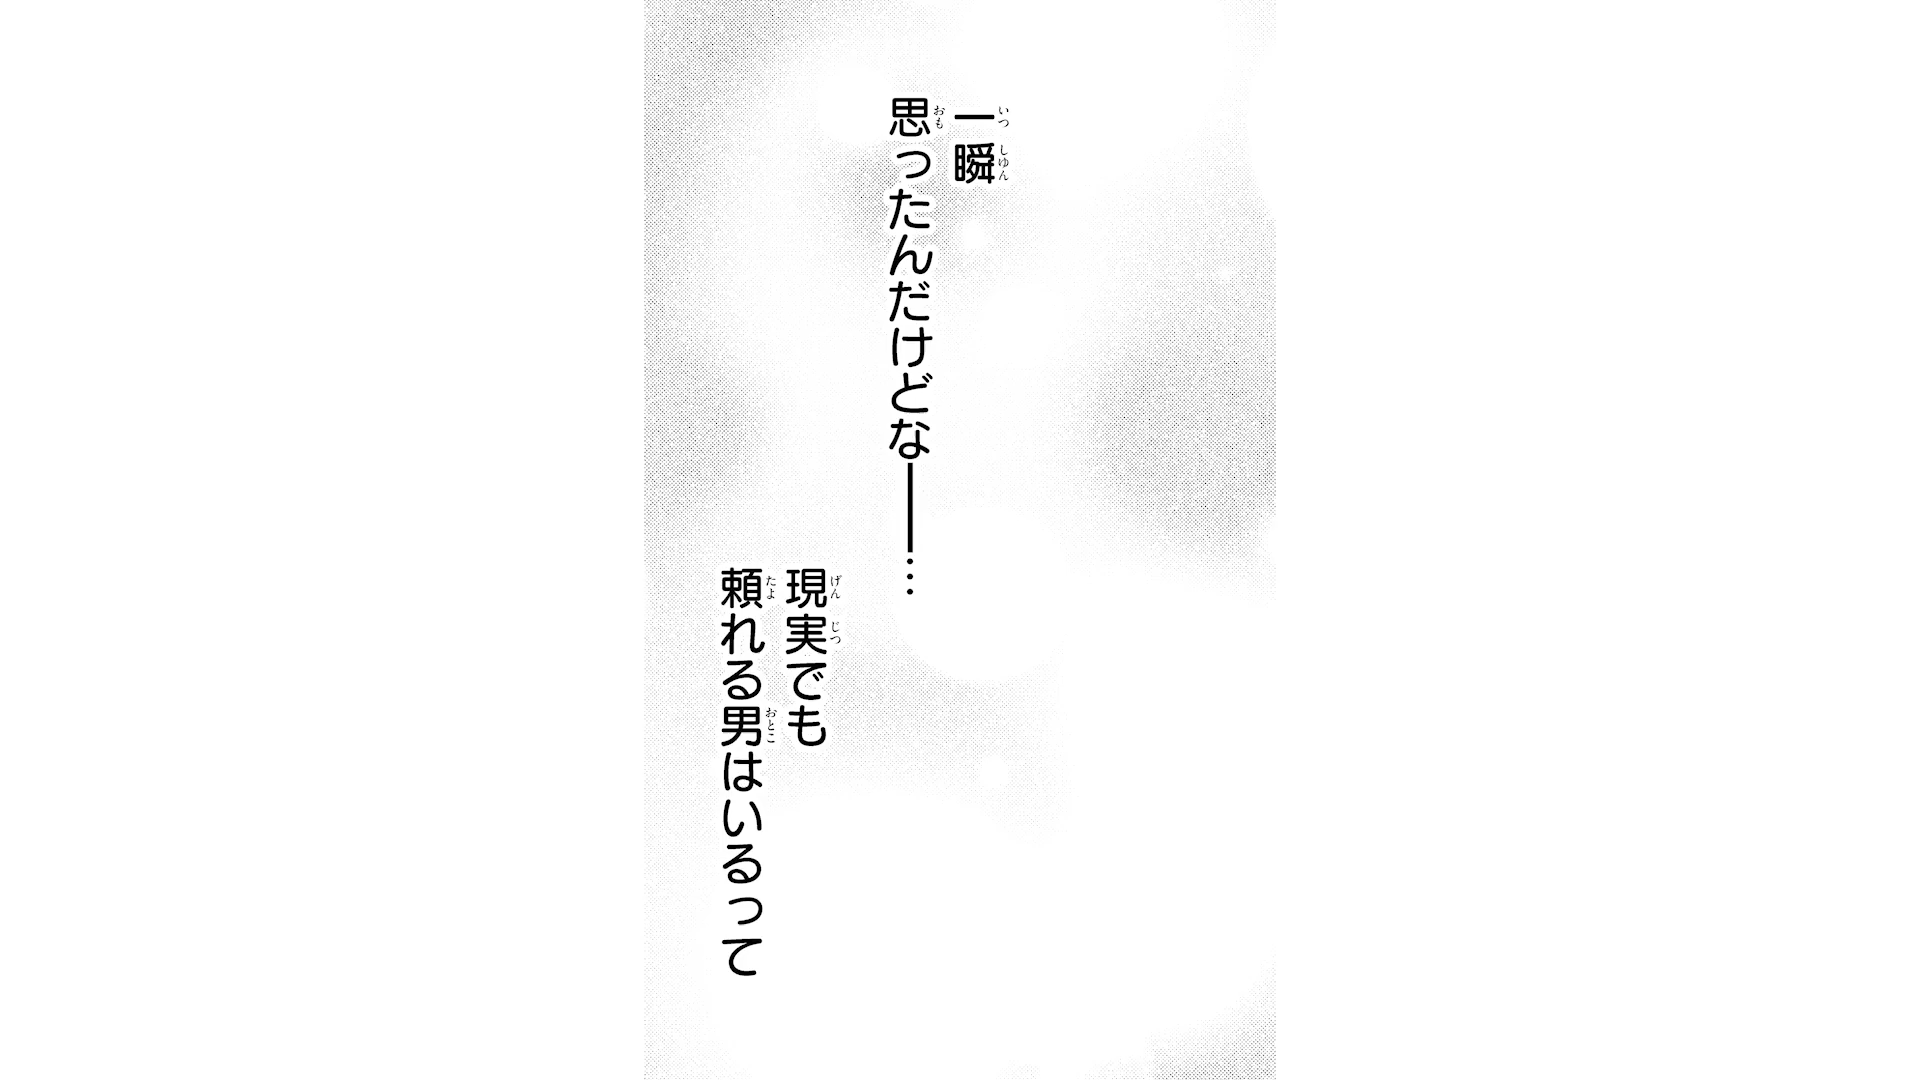 一瞬
思ったんだけどな――…
現実でも
頼れる男はいるって